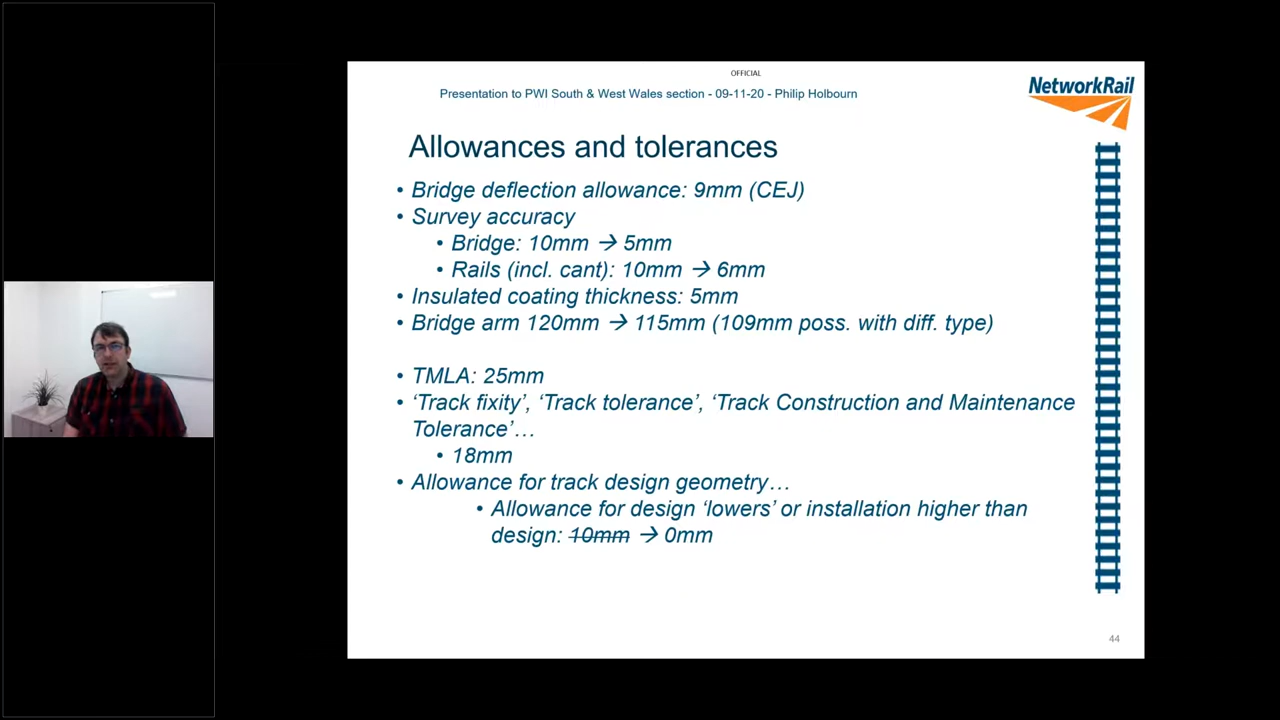 OFFICIAL
Presentation to PWI South & West Wales section - 09-11-20 - Philip Holbourn
NetworkRail
Allowances and tolerances
• Bridge deflection allowance: 9mm (CEJ)
• Survey accuracy
• Bridge: 10mm → 5mm
• Rails (incl. cant): 10mm → 6mm
• Insulated coating thickness: 5mm
• Bridge arm 120mm → 115mm (109mm poss. with diff. type)
• TMLA: 25mm
• ‘Track fixity’, ‘Track tolerance’, ‘Track Construction and Maintenance
Tolerance’…
• 18mm
• Allowance for track design geometry…
• Allowance for design ‘lowers’ or installation higher than
design: 10mm → 0mm
44